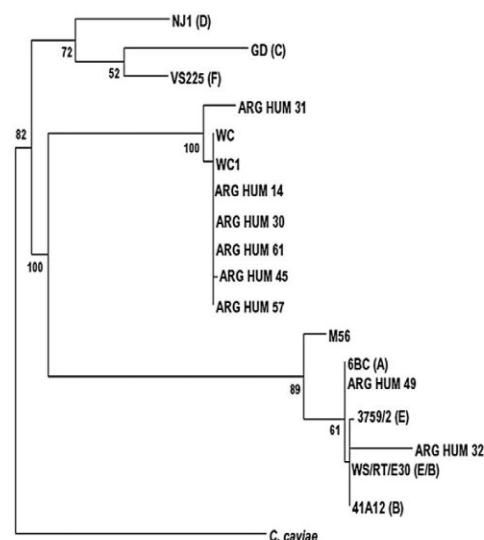 NJ1 (D)
72
GD (C)
52
VS225 (F)
ARG HUM 31
82
WC
100
WC1
ARG HUM 14
ARG HUM 30
ARG HUM 61
100
ARG HUM 45
ARG HUM 57
M56
6BC (A)
89
ARG HUM 49
3759/2 (E)
61
ARG HUM 32
WS/RT/E30 (E/B)
41A12 (B)
C. caviae